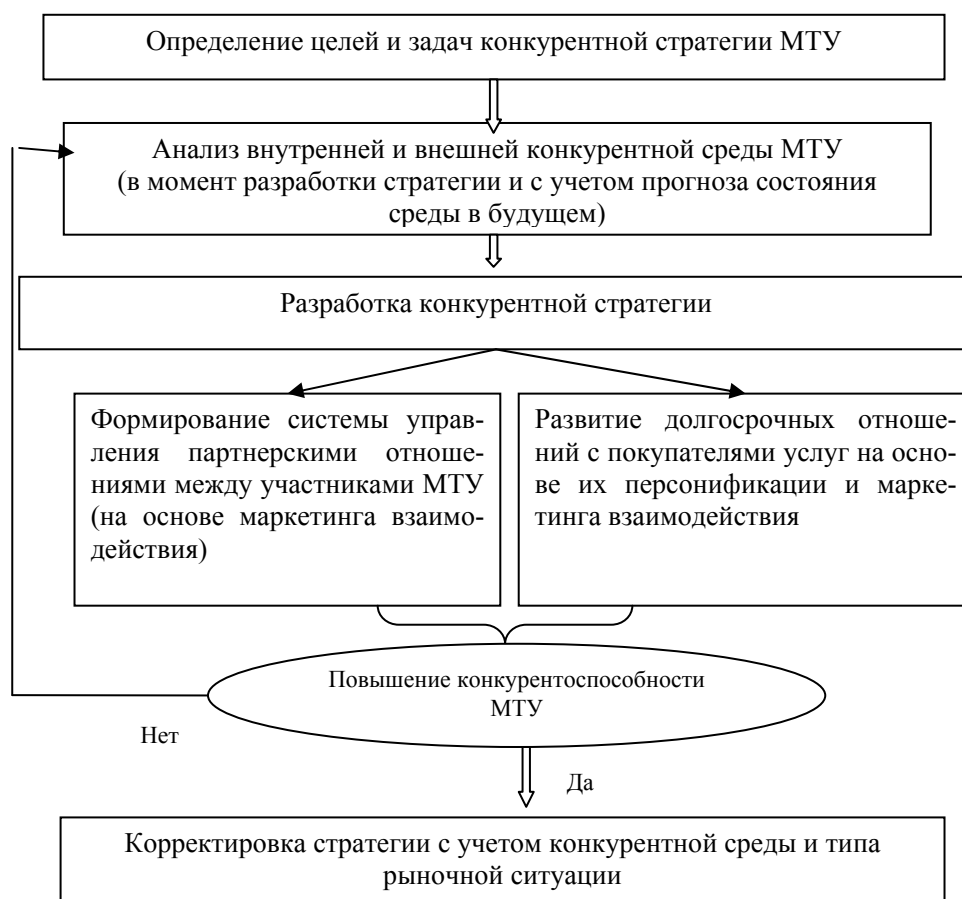 Определение целей и задач конкурентной стратегии МТУ
Анализ внутренней и внешней конкурентной среды МТУ
(в момент разработки стратегии и с учетом прогноза состояния
среды в будущем)
Разработка конкурентной стратегии
Формирование системы управ-
ления партнерскими отноше-
ниями между участниками МТУ
(на основе маркетинга взаимо-
действия)
Развитие долгосрочных отноше-
ний с покупателями услуг на осно-
ве их персонификации и марке-
тинга взаимодействия
Повышение конкурентоспособности
МТУ
Нет
Да
Корректировка стратегии с учетом конкурентной среды и типа
рыночной ситуации